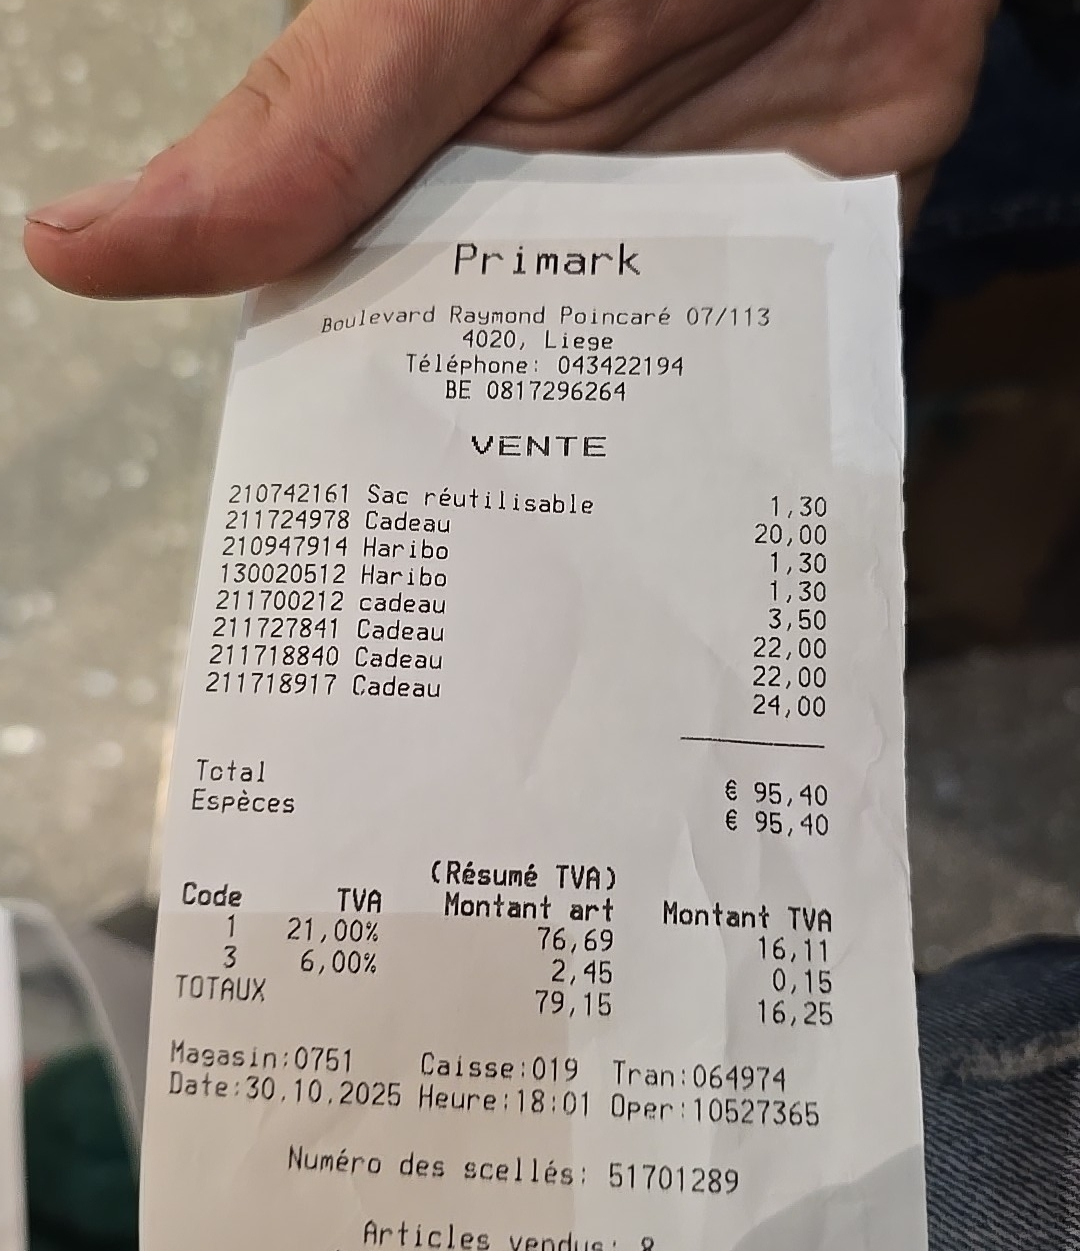 Primark
Boulevard Raymond Poincaré 07/113
4020, Liege
Téléphone: 043422194
BE 0817296264
VENTE
210742161 Sac réutilisable 1,30
211724978 Cadeau 20,00
210947914 Haribo 1,30
130020512 Haribo 1,30
211700212 cadeau 3,50
211727841 Cadeau 22,00
211718840 Cadeau 22,00
211718917 Cadeau 24,00
Total € 95,40
Espèces € 95,40
(Résumé TVA)
Code TVA Montant art Montant TVA
1 21,00% 76,69 16,11
3 6,00% 2,45 0,15
TOTAUX 79,15 16,25
Magasin:0751 Caisse:019 Tran:064974
Date:30.10.2025 Heure:18:01 Oper:10527365
Numéro des scellés: 51701289
Articles vendus: 8